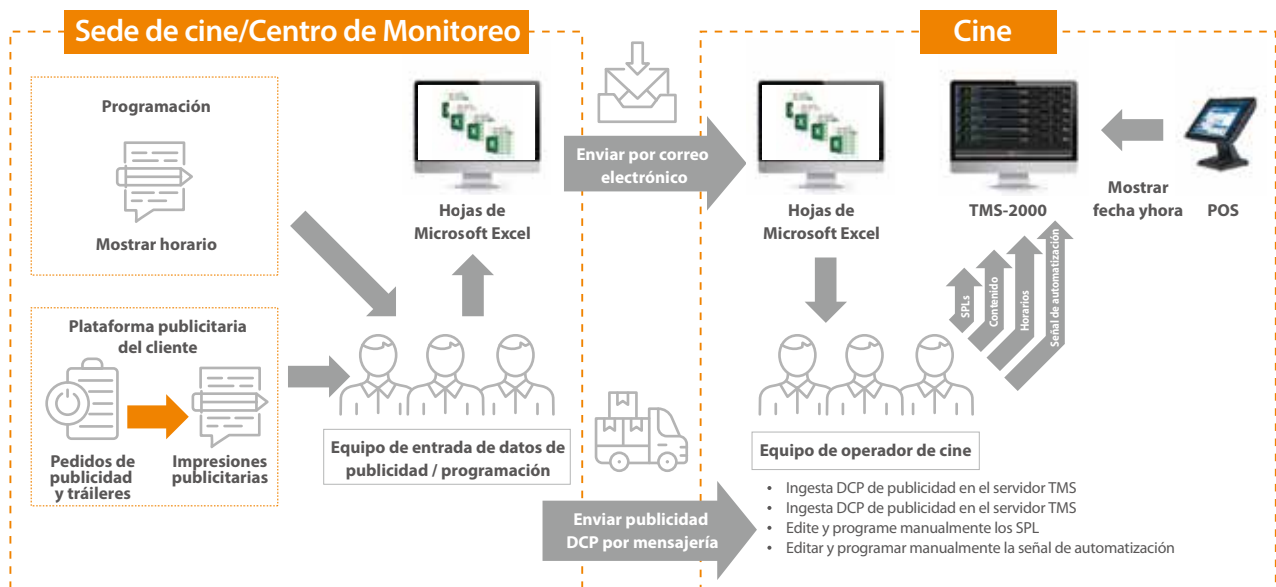 Sede de cine/Centro de Monitoreo
Programación
Mostrar horario
Plataforma publicitaria
del cliente
Pedidos de
publicidad
y tráileres
Impresiones
publicitarias
Hojas de
Microsoft Excel
Equipo de entrada de datos de
publicidad / programación
Enviar por correo
electrónico
Enviar publicidad
DCP por mensajería
Cine
Hojas de
Microsoft Excel
TMS-2000
Mostrar
fecha yhora
POS
SPLs
Contenido
Horarios
Señal de automatización
Equipo de operador de cine
• Ingesta DCP de publicidad en el servidor TMS
• Ingesta DCP de publicidad en el servidor TMS
• Edite y programe manualmente los SPL
• Editar y programar manualmente la señal de automatización